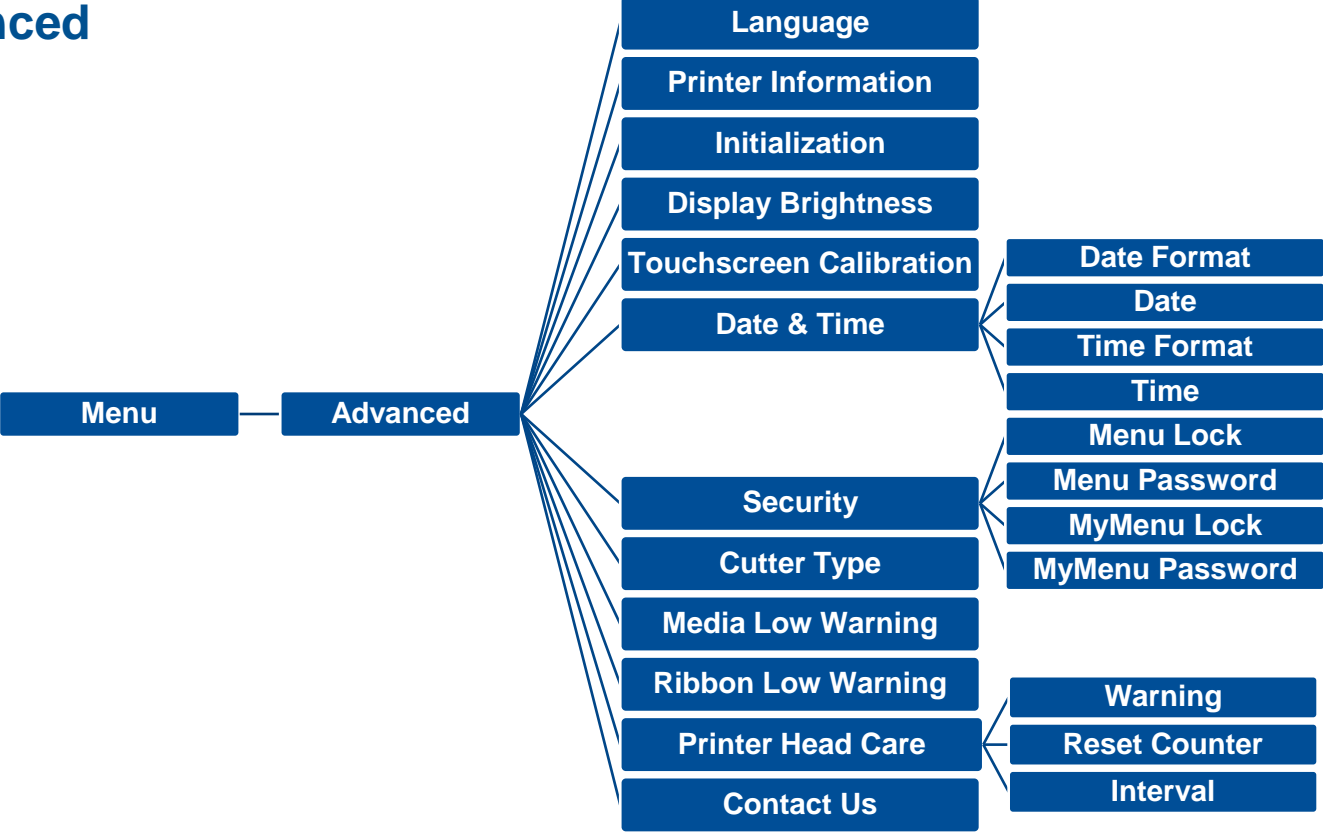 Language
Printer Information
Initialization
Display Brightness
Touchscreen Calibration
Date & Time
Date Format
Date
Time Format
Time
Menu
Advanced
Security
Menu Lock
Menu Password
MyMenu Lock
MyMenu Password
Cutter Type
Media Low Warning
Ribbon Low Warning
Printer Head Care
Warning
Reset Counter
Interval
Contact Us